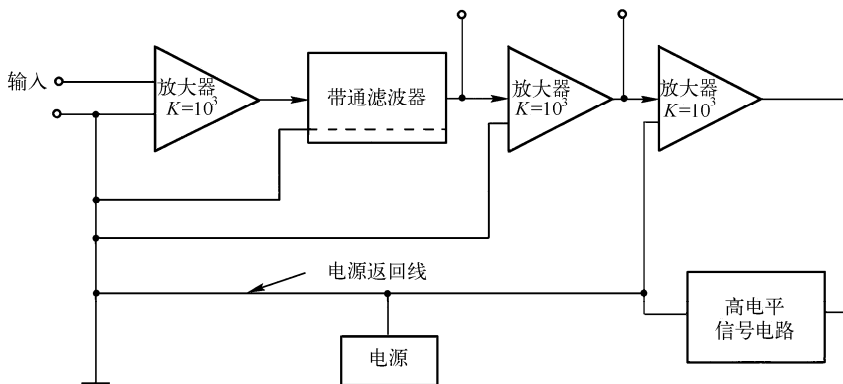 输入
放大器
K=10³
带通滤波器
放大器
K=10³
放大器
K=10³
电源返回线
高电平
信号电路
电源